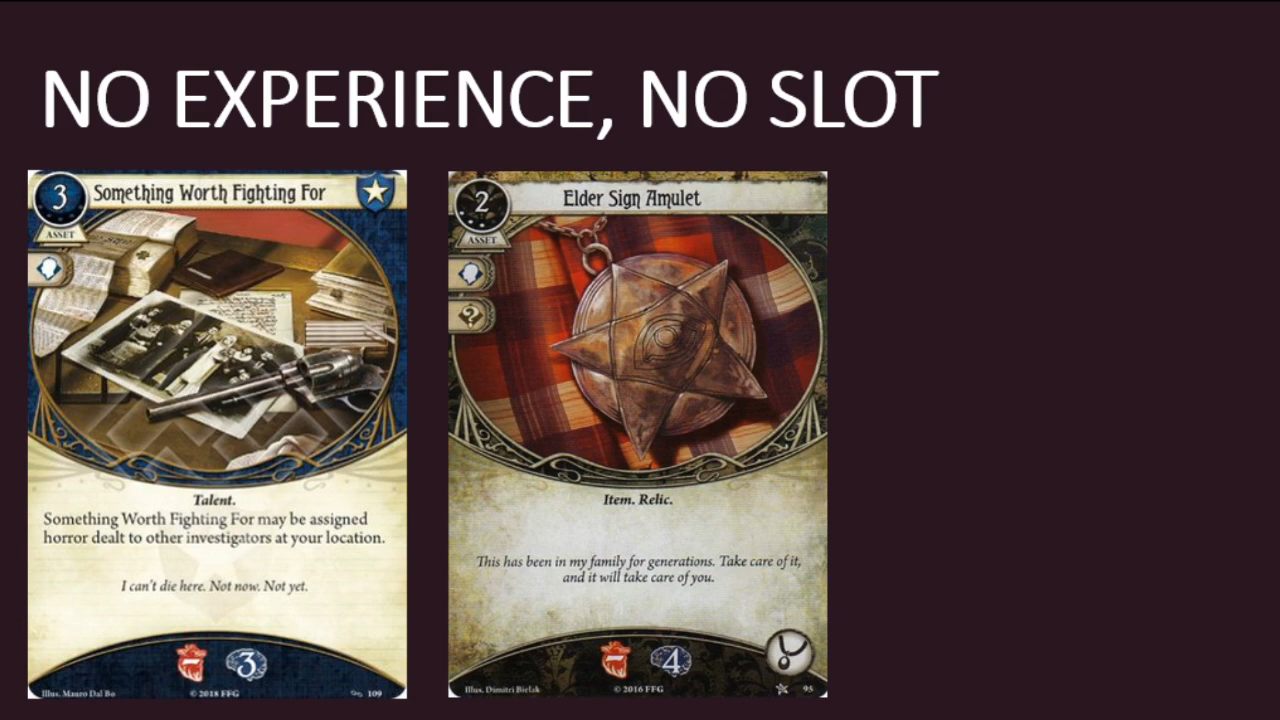 NO EXPERIENCE, NO SLOT
3
Something Worth Fighting For
ASSET
Talent.
Something Worth Fighting For may be assigned
horror dealt to other investigators at your location.
I can't die here. Not now. Not yet.
– 3
Illus. Mauro Dal Bo © 2018 FFG 109
2
Elder Sign Amulet
ASSET
?
Item. Relic.
This has been in my family for generations. Take care of it,
and it will take care of you.
– 4
Illus. Dimitri Bielak © 2016 FFG 95